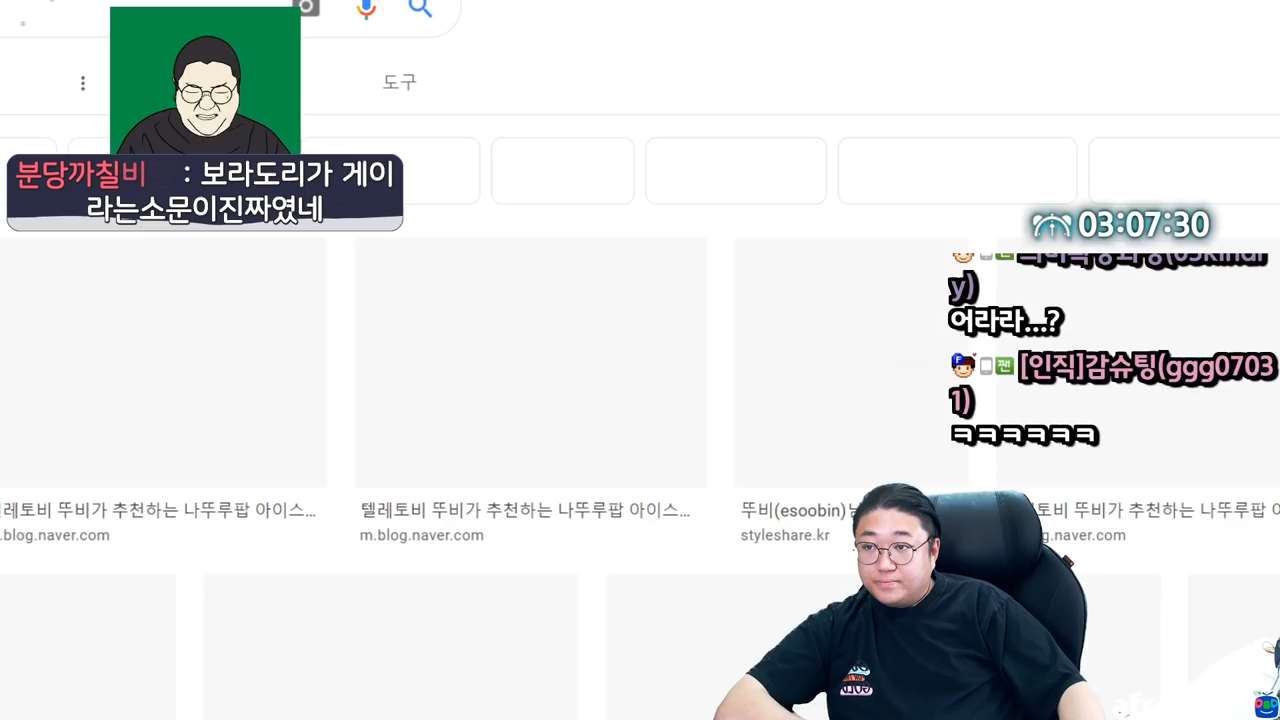 도구
분당까칠비 : 보라도리가 게이
라는소문이진짜였네
03:07:30
y)
어라라...?
[인직]감슈팅(ggg0703
1)
ㅋㅋㅋㅋㅋㅋ
레토비 뚜비가 추천하는 나뚜루팝 아이스...
.blog.naver.com
텔레토비 뚜비가 추천하는 나뚜루팝 아이스...
m.blog.naver.com
뚜비(esoobin)
styleshare.kr
토비 뚜비가 추천하는 나뚜루팝 아이스
g.naver.com